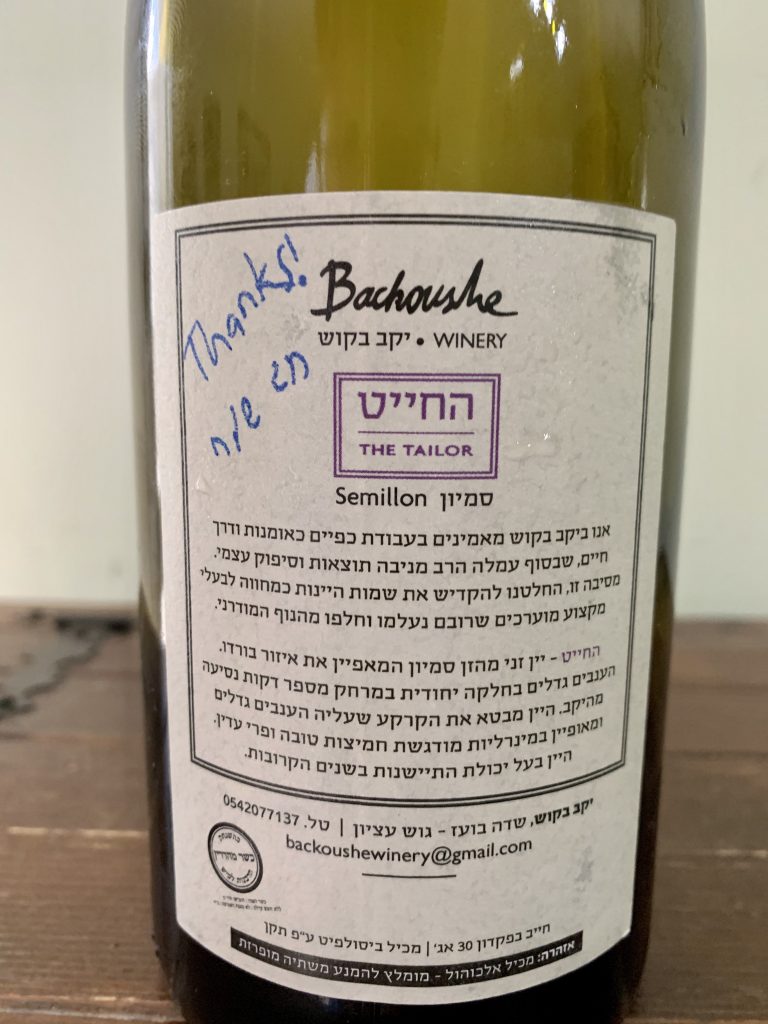 Thanks!
חג שמח
Bachoushe
יקב בקוש • WINERY
החייט
THE TAILOR
Semillon סמיון
אנו ביקב בקוש מאמינים בעבודת כפיים כאומנות ודרך
חיים, שבסוף עמלה הרב מניבה תוצאות וסיפוק עצמי.
מסיבה זו, החלטנו להקדיש את שמות היינות כמחווה לבעלי
מקצוע מוערכים שרובם נעלמו וחלפו מהנוף המודרני.
החייט - יין זני מהזן סמיון המאפיין את איזור בורדו.
הענבים גדלים בחלקה יחודית במרחק מספר דקות נסיעה
מהיקב. היין מבטא את הקרקע שעליה הענבים גדלים
ומאופיין במינרליות מודגשת חמיצות טובה ופרי עדין.
היין בעל יכולת התיישנות בשנים הקרובות.
יקב בקוש, שדה בועז - גוש עציון | טל. 0542077137
backoushewinery@gmail.com
כשר מהדרין
חייב בפקדון 30 אג' | מכיל ביסולפיט ע"פ תקן
אזהרה: מכיל אלכוהול - מומלץ להמנע משתיה מופרזת